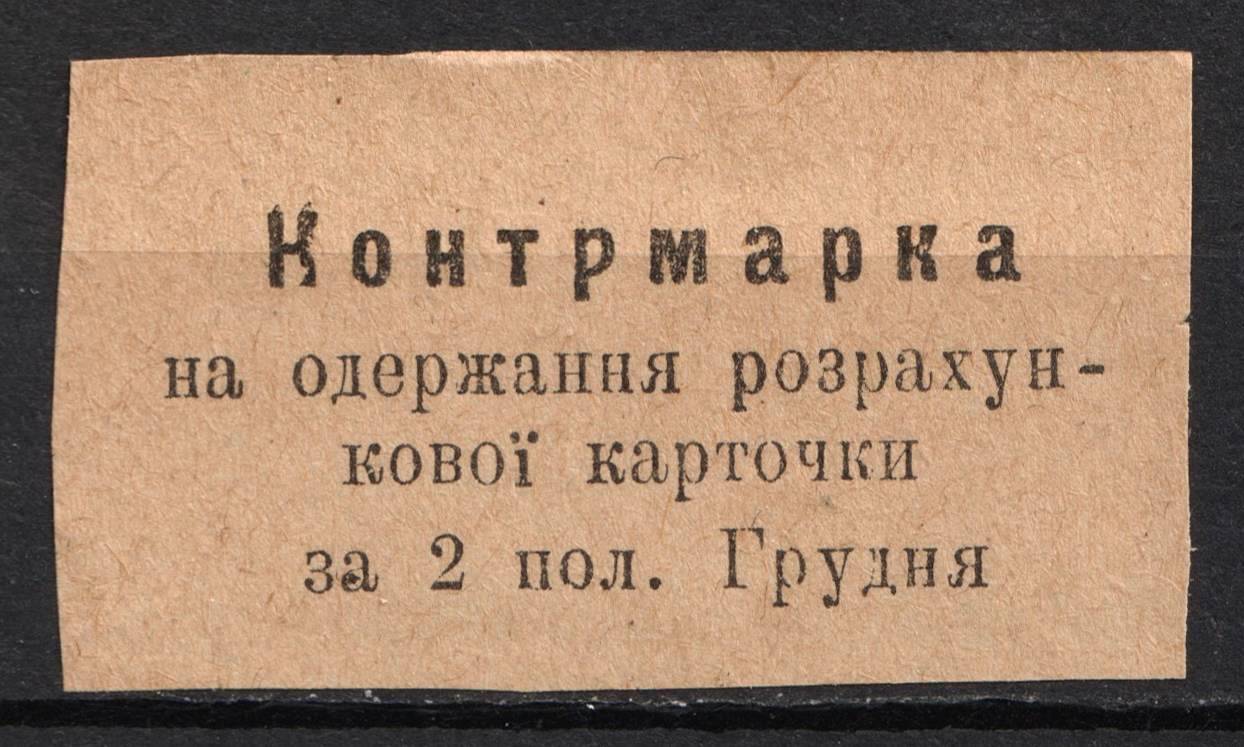 Контрмарка
на одержання розрахун-
кової карточки
за 2 пол. Грудня